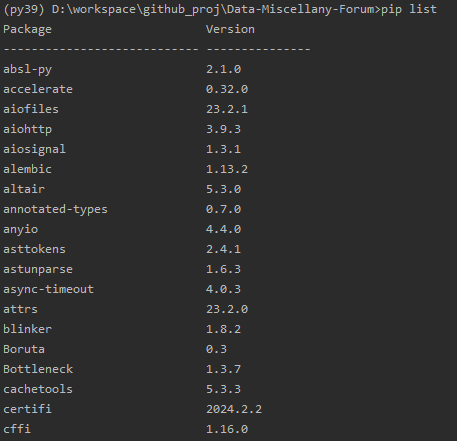 (py39) D:\workspace\github_proj\Data-Miscellany-Forum>pip list
Package Version
---------------------------- ---------------
absl-py 2.1.0
accelerate 0.32.0
aiofiles 23.2.1
aiohttp 3.9.3
aiosignal 1.3.1
alembic 1.13.2
altair 5.3.0
annotated-types 0.7.0
anyio 4.4.0
asttokens 2.4.1
astunparse 1.6.3
async-timeout 4.0.3
attrs 23.2.0
blinker 1.8.2
Boruta 0.3
Bottleneck 1.3.7
cachetools 5.3.3
certifi 2024.2.2
cffi 1.16.0